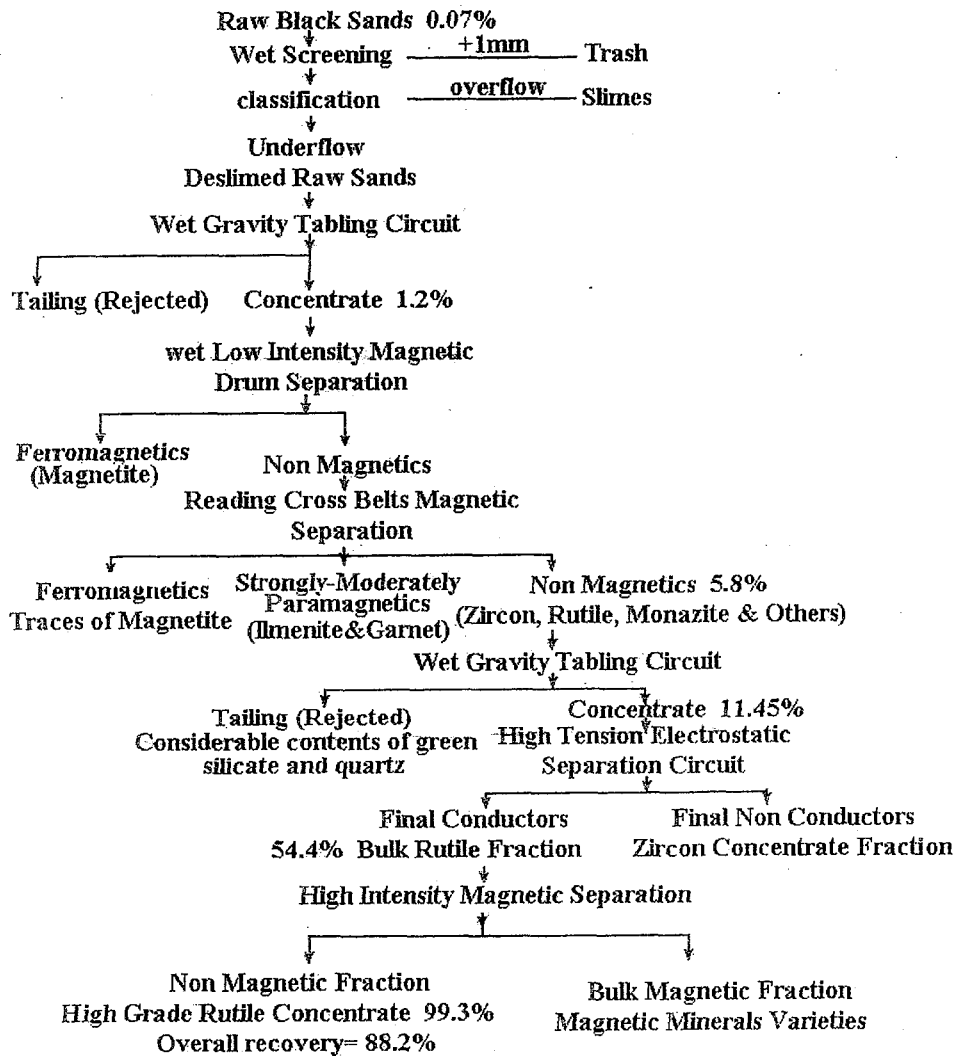 Raw Black Sands 0.07%
Wet Screening +1mm Trash
classification overflow Slimes
Underflow
Deslimed Raw Sands
Wet Gravity Tabling Circuit
Tailing (Rejected) Concentrate 1.2%
wet Low Intensity Magnetic
Drum Separation
Ferromagnetics
(Magnetite)
Non Magnetics
Reading Cross Belts Magnetic
Separation
Ferromagnetics
Traces of Magnetite
Strongly-Moderately
Paramagnetics
(Ilmenite&Garnet)
Non Magnetics 5.8%
(Zircon, Rutile, Monazite & Others)
Wet Gravity Tabling Circuit
Tailing (Rejected)
Considerable contents of green
silicate and quartz
Concentrate 11.45%
High Tension Electrostatic
Separation Circuit
Final Conductors
54.4% Bulk Rutile Fraction
Final Non Conductors
Zircon Concentrate Fraction
High Intensity Magnetic Separation
Non Magnetic Fraction
High Grade Rutile Concentrate 99.3%
Overall recovery= 88.2%
Bulk Magnetic Fraction
Magnetic Minerals Varieties